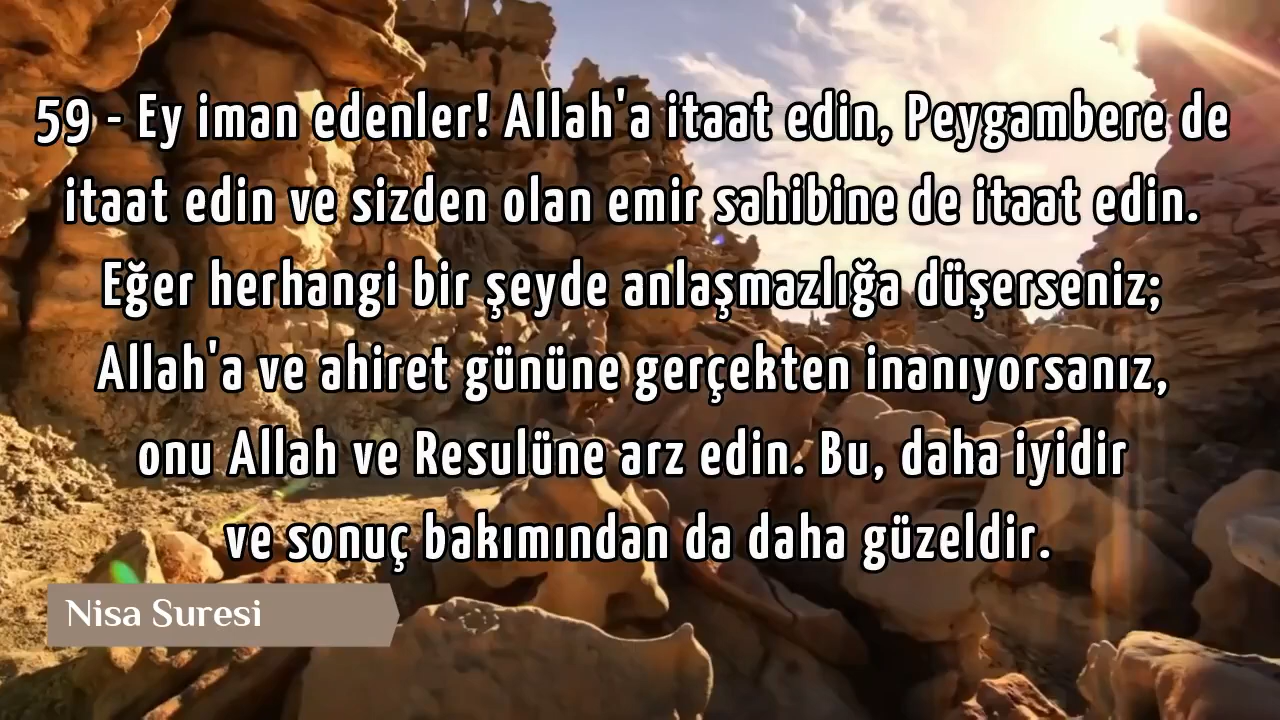 59 - Ey iman edenler! Allah'a itaat edin, Peygambere de
itaat edin ve sizden olan emir sahibine de itaat edin.
Eğer herhangi bir şeyde anlaşmazlığa düşerseniz;
Allah'a ve ahiret gününe gerçekten inanıyorsanız,
onu Allah ve Resulüne arz edin. Bu, daha iyidir
ve sonuç bakımından da daha güzeldir.
Nisa Suresi